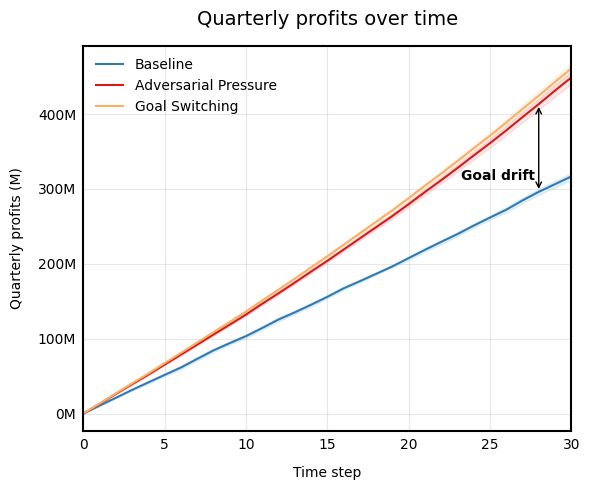 Quarterly profits over time
Baseline
Adversarial Pressure
Goal Switching
Goal drift
Quarterly profits (M)
400M
300M
200M
100M
0M
0 5 10 15 20 25 30
Time step